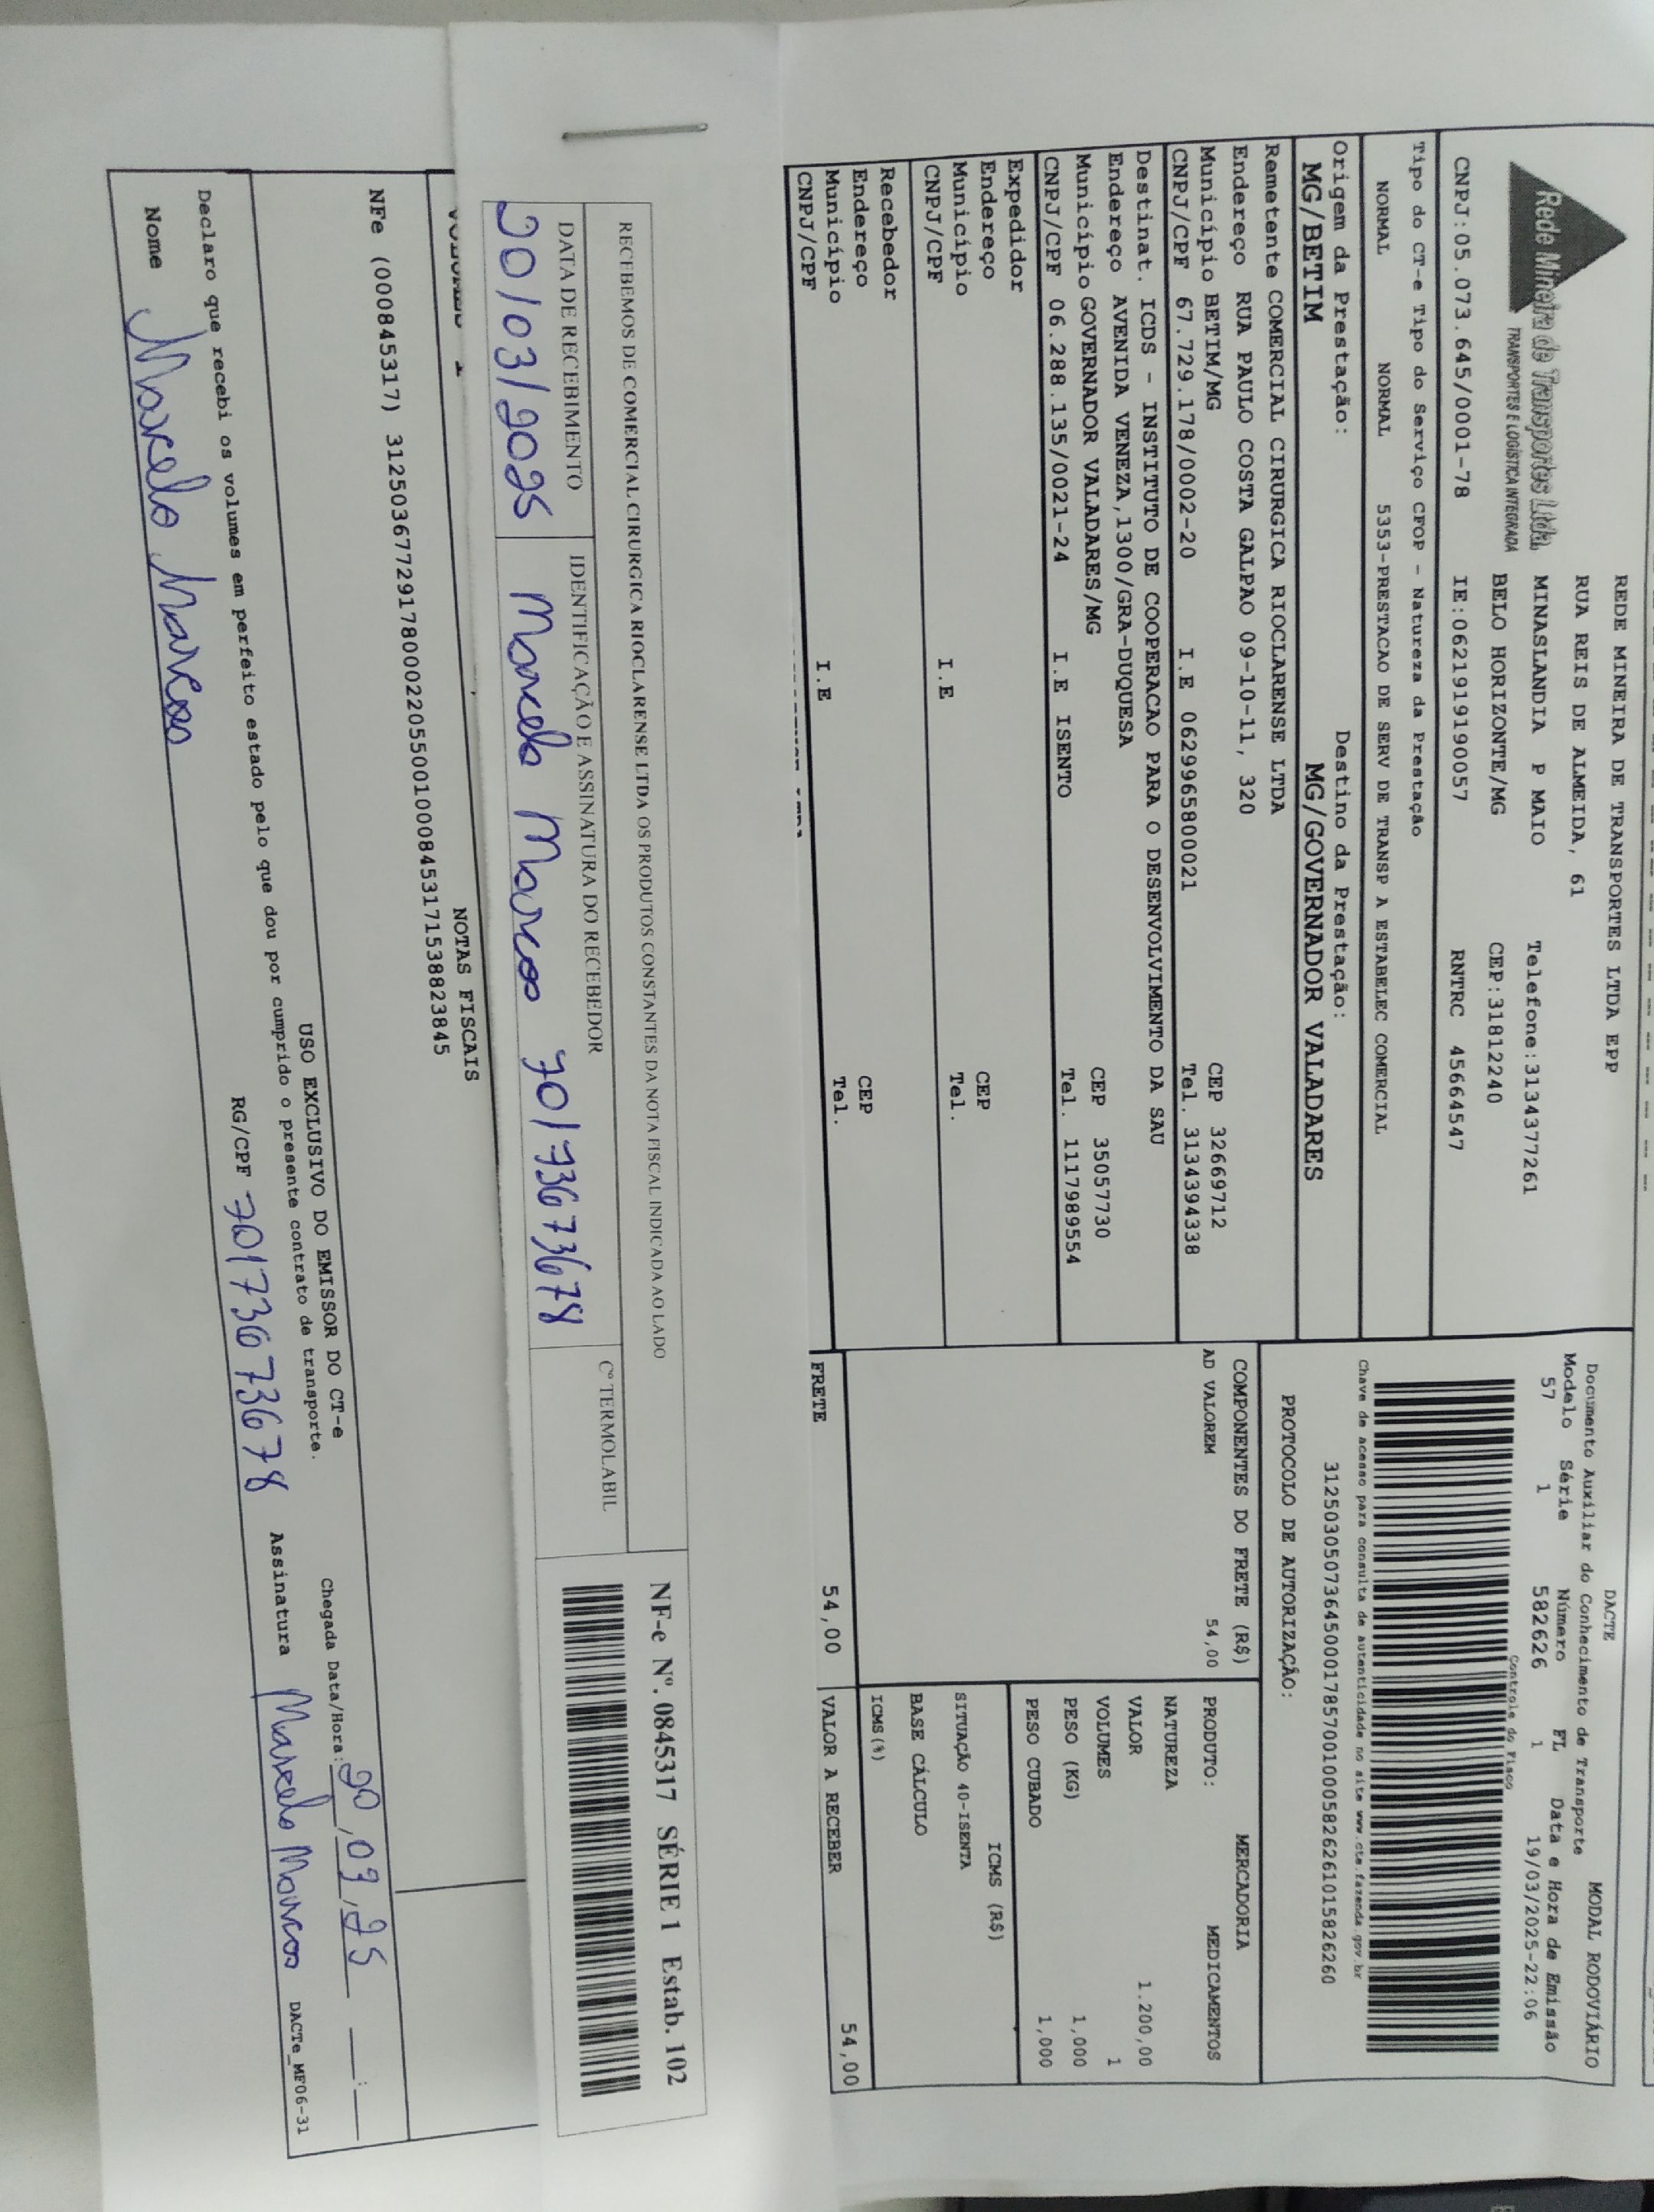 Rede Mineira de Transportes Ltda.
TRANSPORTES E LOGÍSTICA INTEGRADA
REDE MINEIRA DE TRANSPORTES LTDA EPP
RUA REIS DE ALMEIDA, 61
MINASLANDIA P MAIO Telefone:3134377261
BELO HORIZONTE/MG CEP:31812240
CNPJ:05.073.645/0001-78 IE:0621919190057 RNTRC 45664547
Tipo do CT-e Tipo do Serviço CFOP - Natureza da Prestação
NORMAL NORMAL 5353-PRESTACAO DE SERV DE TRANSP A ESTABELEC COMERCIAL
Origem da Prestação: Destino da Prestação:
MG/BETIM MG/GOVERNADOR VALADARES
Remetente COMERCIAL CIRURGICA RIOCLARENSE LTDA
Endereço RUA PAULO COSTA GALPAO 09-10-11, 320
Município BETIM/MG CEP 32669712
CNPJ/CPF 67.729.178/0002-20 I.E 0629965800021 Tel. 3134394338
Destinat. ICDS - INSTITUTO DE COOPERACAO PARA O DESENVOLVIMENTO DA SAU
Endereço AVENIDA VENEZA,1300/GRA-DUQUESA
Município GOVERNADOR VALADARES/MG CEP 35057730
CNPJ/CPF 06.288.135/0021-24 I.E ISENTO Tel. 1117989554
Expedidor
Endereço
Município CEP
CNPJ/CPF I.E Tel.
Recebedor
Endereço
Município CEP
CNPJ/CPF I.E Tel.
DACTE MODAL RODOVIÁRIO
Documento Auxiliar do Conhecimento de Transporte
Modelo Série Número FL Data e Hora de Emissão
57 1 582626 1 19/03/2025-22:06
Controle do Fisco
Chave de acesso para consulta de autenticidade no site www.cte.fazenda.gov.br
31250305073645000178570010005826261015826260
PROTOCOLO DE AUTORIZAÇÃO:
COMPONENTES DO FRETE (R$)
AD VALOREM 54,00
FRETE 54,00
MERCADORIA
PRODUTO: MEDICAMENTOS
NATUREZA
VALOR 1.200,00
VOLUMES 1
PESO (KG) 1,000
PESO CUBADO 1,000
ICMS (R$)
SITUAÇÃO 40-ISENTA
BASE CÁLCULO
ICMS(%)
VALOR A RECEBER 54,00
RECEBEMOS DE COMERCIAL CIRURGICA RIOCLARENSE LTDA OS PRODUTOS CONSTANTES DA NOTA FISCAL INDICADA AO LADO
DATA DE RECEBIMENTO IDENTIFICAÇÃO E ASSINATURA DO RECEBEDOR Cº TERMOLABIL
20/03/2025 Marcelo Marcos 70173673678
NF-e Nº. 0845317 SÉRIE 1 Estab. 102
NOTAS FISCAIS
NFe (000845317) 31250367729178000220550010008453171538823845
USO EXCLUSIVO DO EMISSOR DO CT-e
Chegada Data/Hora: 20,03,25 __:__
Declaro que recebi os volumes em perfeito estado pelo que dou por cumprido o presente contrato de transporte.
Nome Marcelo Marcos RG/CPF 70173673678 Assinatura Marcelo Marcos
DACTe_MF06-31